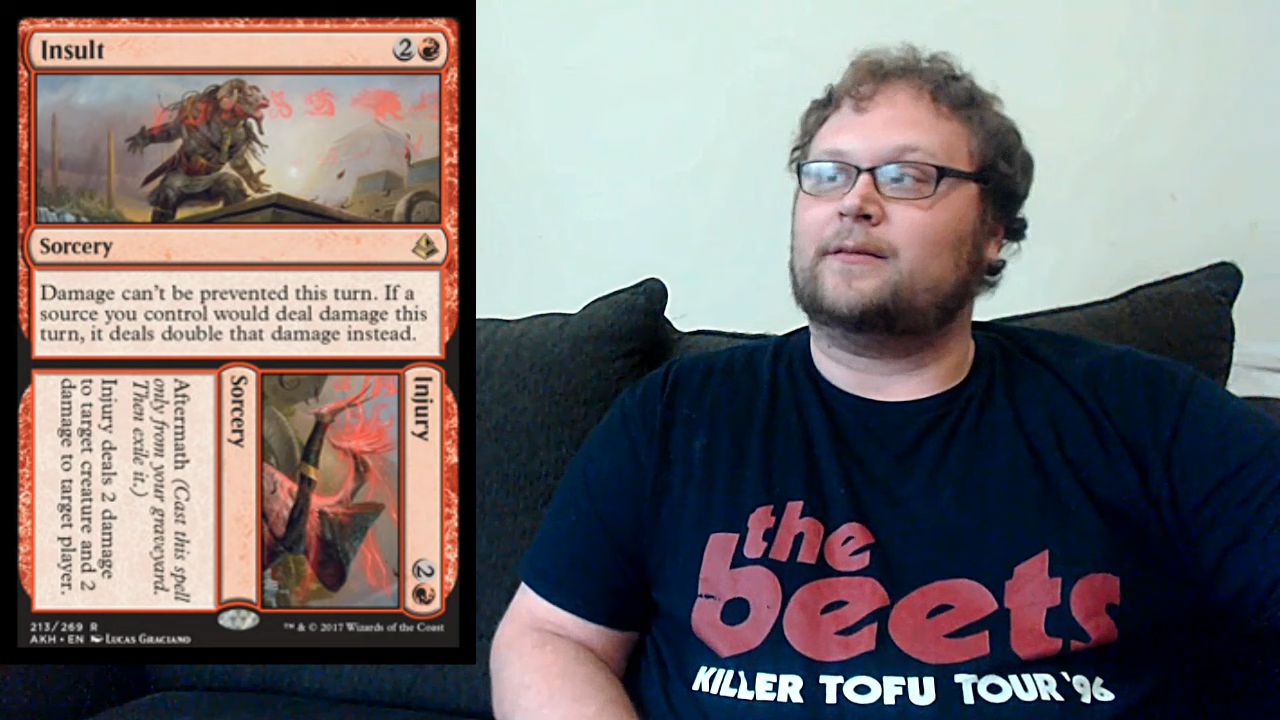 Insult 2
Sorcery
Damage can't be prevented this turn. If a
source you control would deal damage this
turn, it deals double that damage instead.
Injury 2
Sorcery
Aftermath (Cast this spell
only from your graveyard.
Then exile it.)
Injury deals 2 damage
to target creature and 2
damage to target player.
213/269 R
AKH • EN LUCAS GRACIANO
™ & © 2017 Wizards of the Coast
the
beets
KILLER TOFU TOUR '96